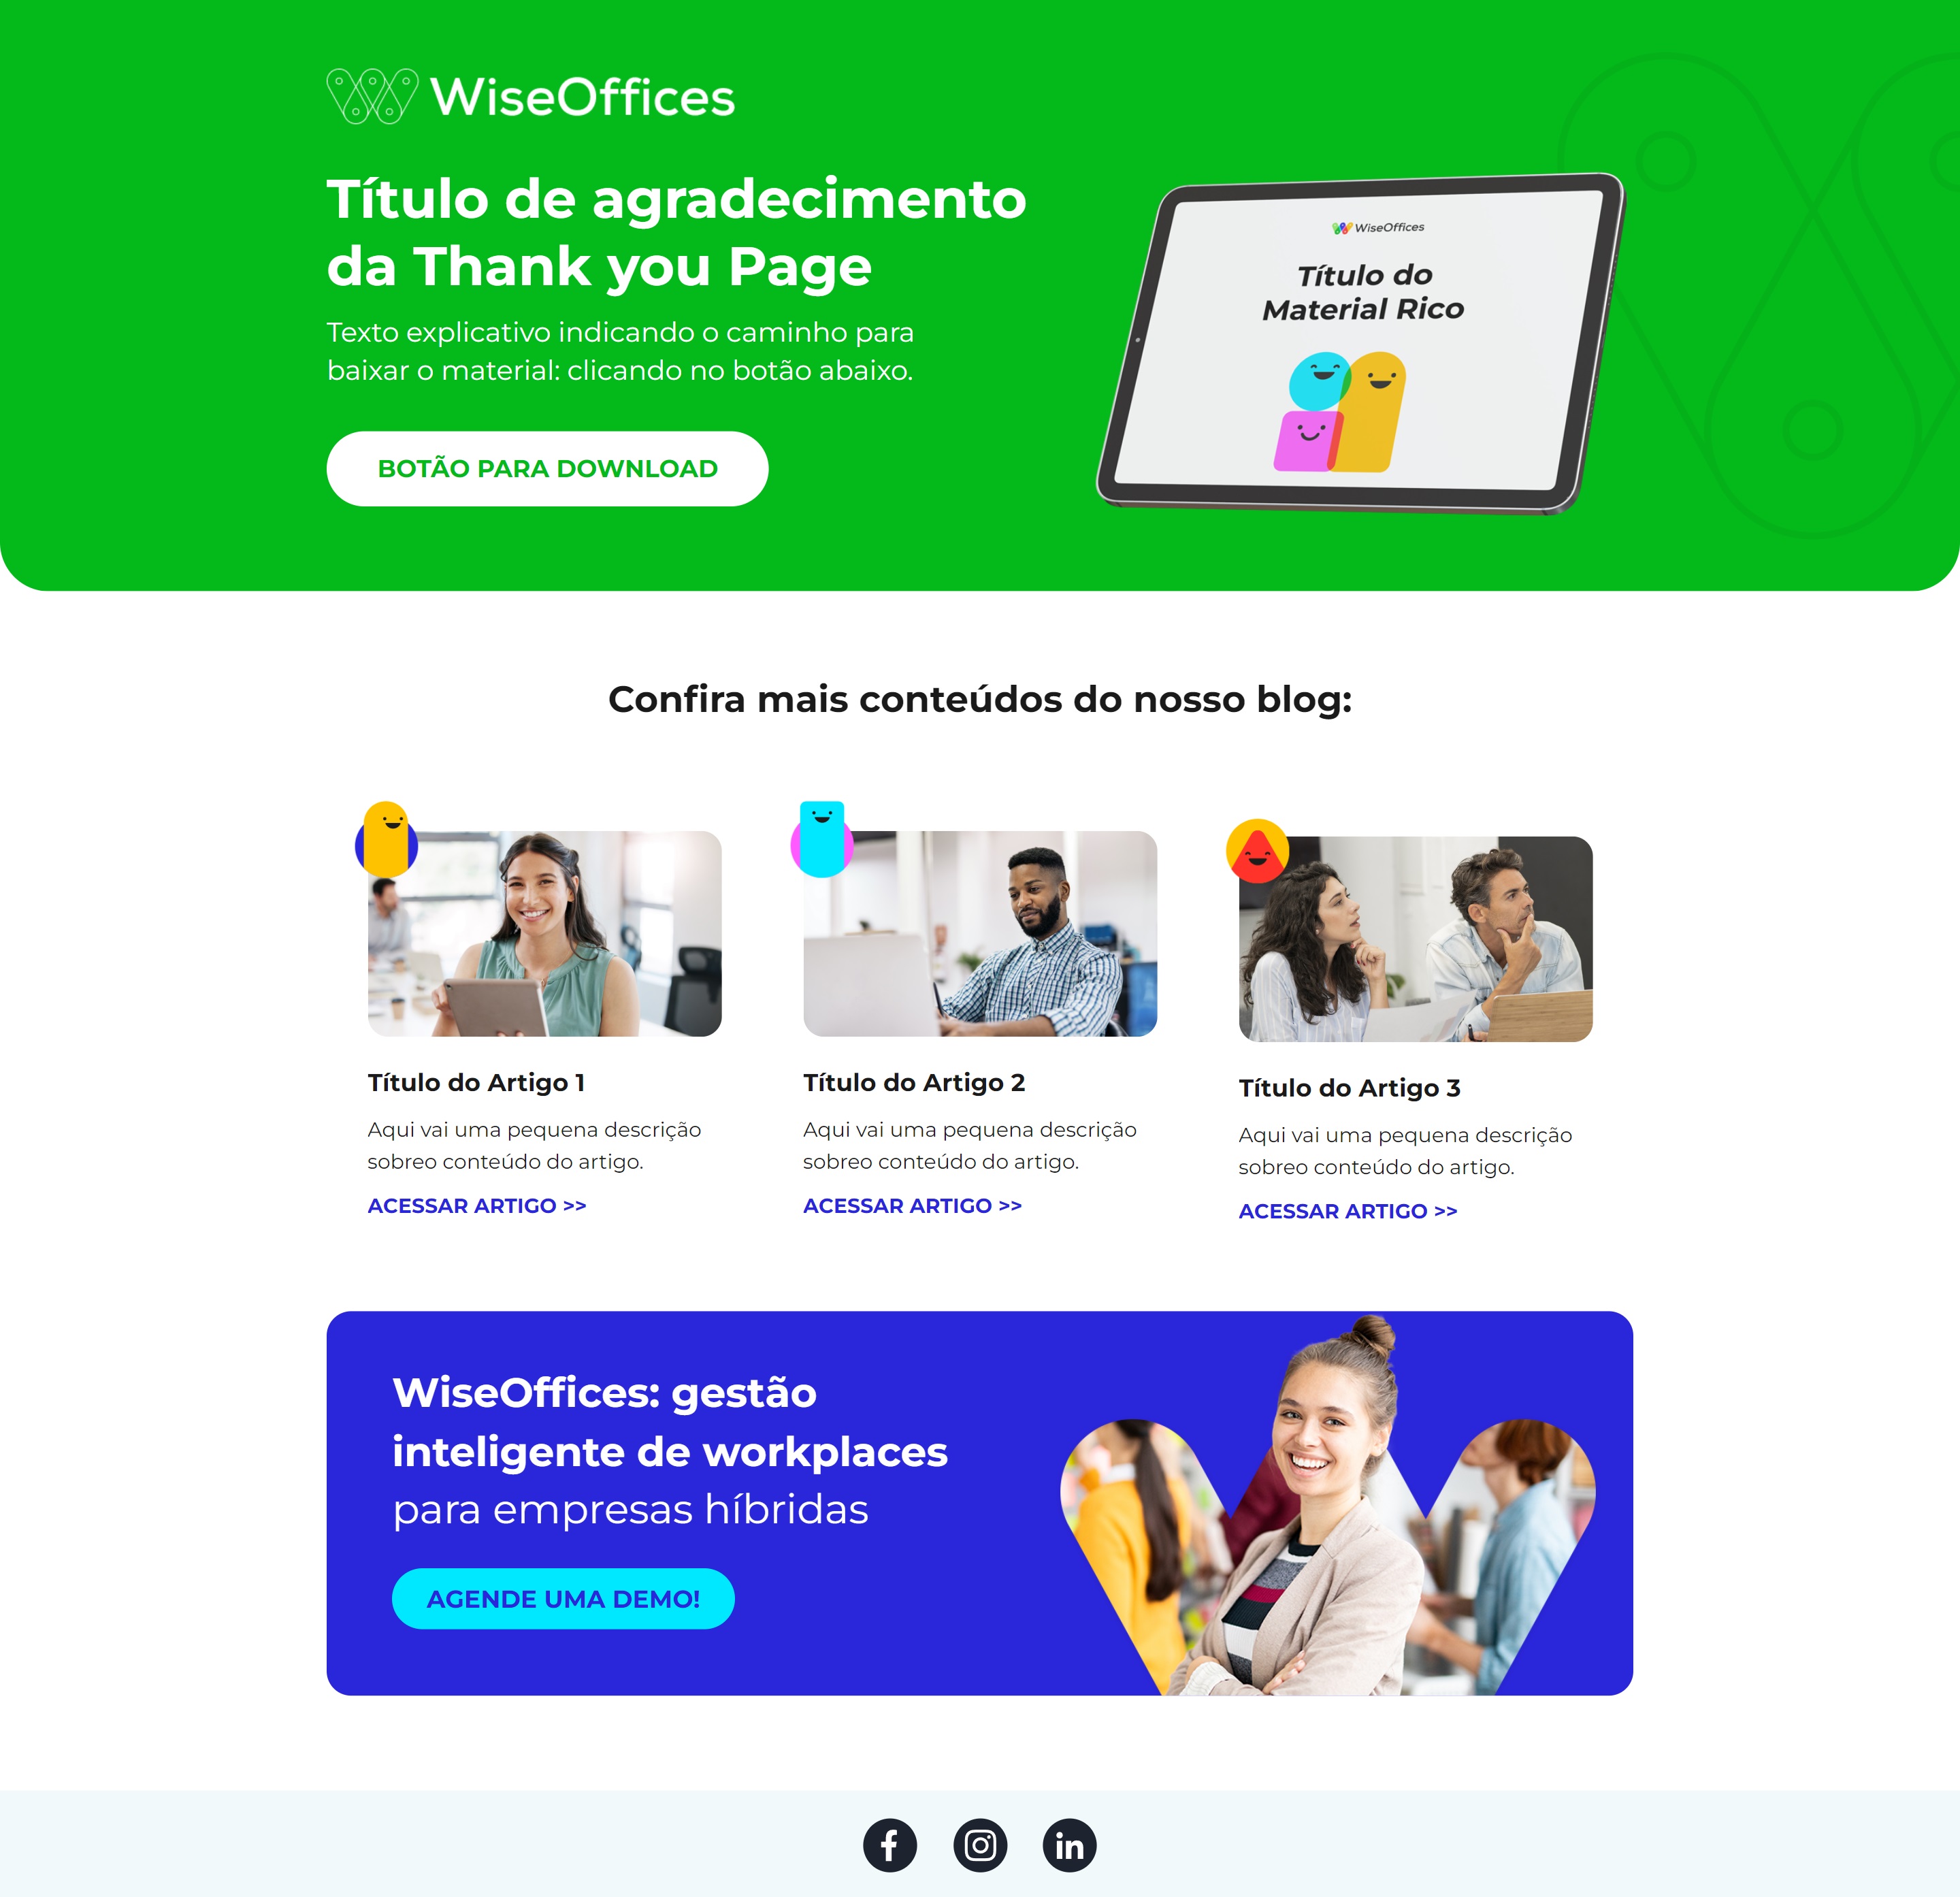 WiseOffices
Título de agradecimento
da Thank you Page
Texto explicativo indicando o caminho para
baixar o material: clicando no botão abaixo.
BOTÃO PARA DOWNLOAD
WiseOffices
Título do
Material Rico
Confira mais conteúdos do nosso blog:
Título do Artigo 1
Aqui vai uma pequena descrição
sobreo conteúdo do artigo.
ACESSAR ARTIGO >>
Título do Artigo 2
Aqui vai uma pequena descrição
sobreo conteúdo do artigo.
ACESSAR ARTIGO >>
Título do Artigo 3
Aqui vai uma pequena descrição
sobreo conteúdo do artigo.
ACESSAR ARTIGO >>
WiseOffices: gestão
inteligente de workplaces
para empresas híbridas
AGENDE UMA DEMO!